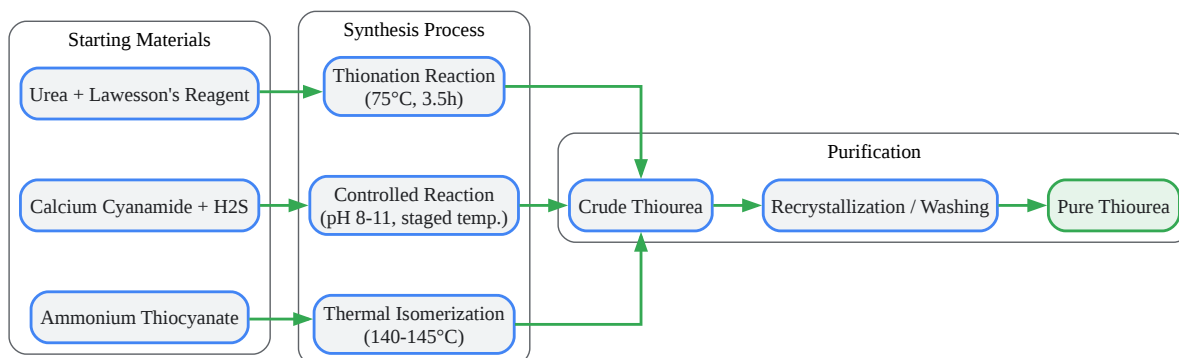 Starting Materials
Synthesis Process
Urea + Lawesson's Reagent
Thionation Reaction
(75°C, 3.5h)
Purification
Calcium Cyanamide + H2S
Controlled Reaction
(pH 8-11, staged temp.)
Crude Thiourea
Recrystallization / Washing
Pure Thiourea
Ammonium Thiocyanate
Thermal Isomerization
(140-145°C)